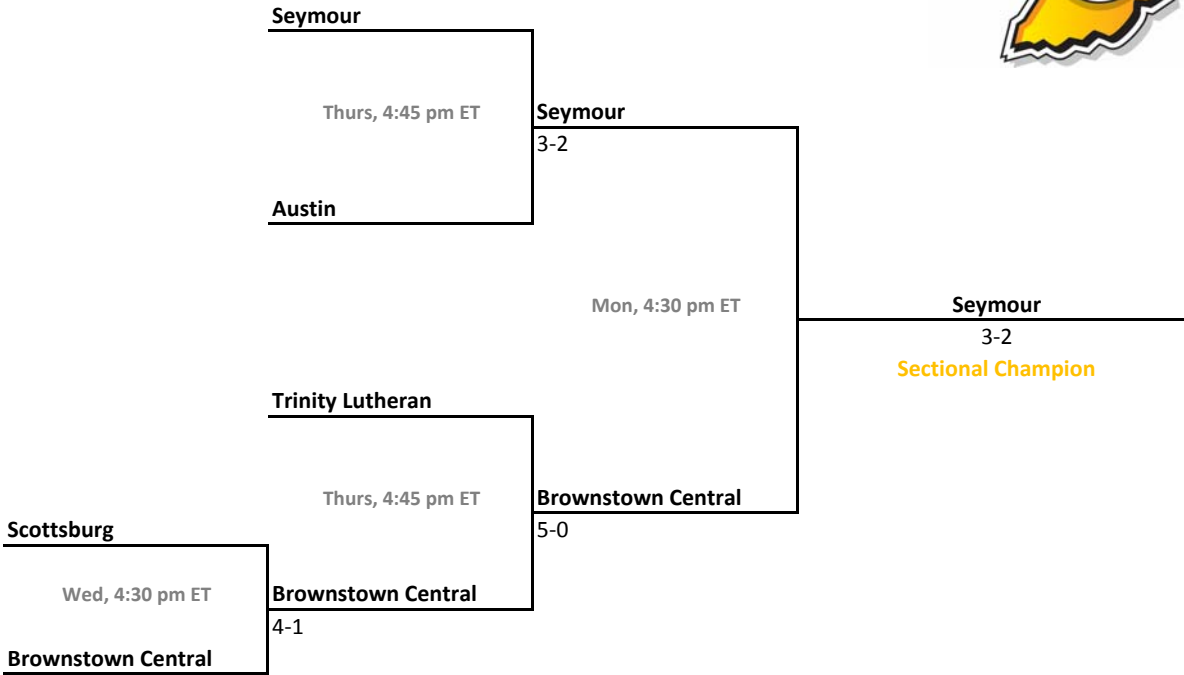 Seymour
Thurs, 4:45 pm ET
Seymour
3-2
Austin
Mon, 4:30 pm ET
Seymour
3-2
Sectional Champion
Trinity Lutheran
Thurs, 4:45 pm ET
Brownstown Central
5-0
Scottsburg
Wed, 4:30 pm ET
Brownstown Central
4-1
Brownstown Central